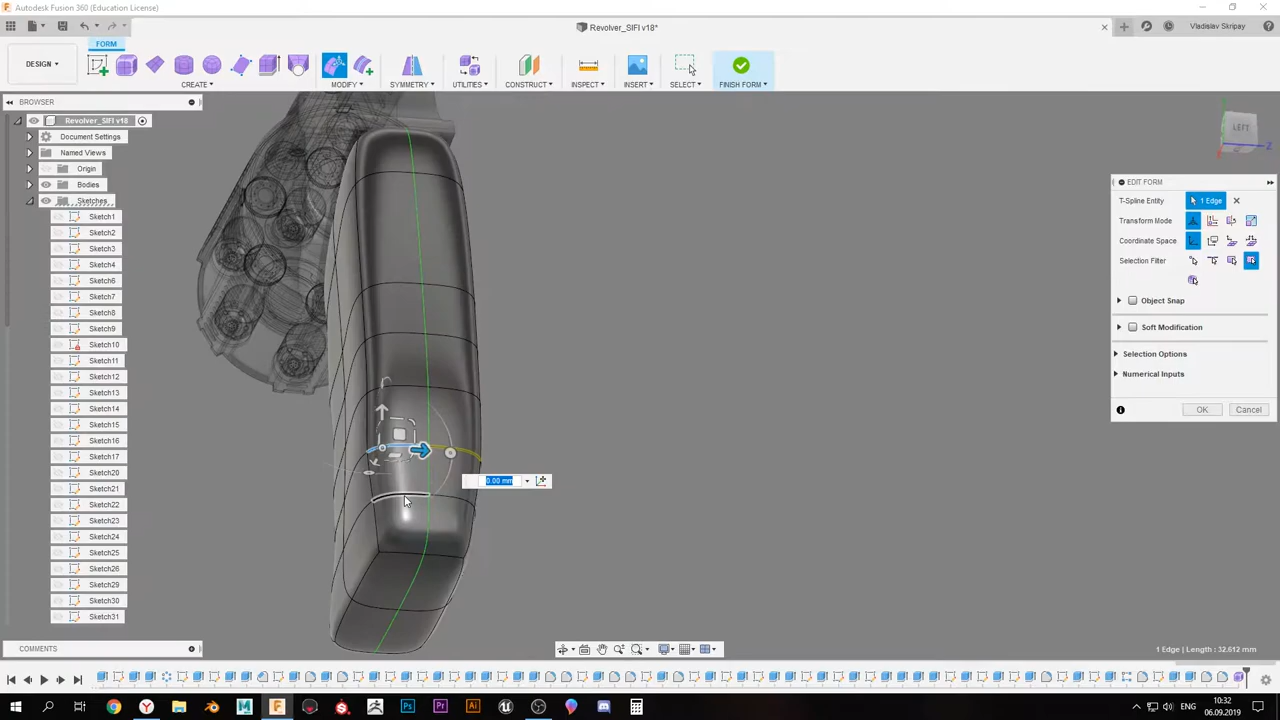 Autodesk Fusion 360 (Education License)
Revolver_SIFI v18*
Vladislav Skripay
FORM
DESIGN
CREATE
MODIFY
SYMMETRY
UTILITIES
CONSTRUCT
INSPECT
INSERT
SELECT
FINISH FORM
BROWSER
Revolver_SIFI v18
Document Settings
Named Views
Origin
Bodies
Sketches
Sketch1
Sketch2
Sketch3
Sketch4
Sketch6
Sketch7
Sketch8
Sketch9
Sketch10
Sketch11
Sketch12
Sketch13
Sketch14
Sketch15
Sketch16
Sketch17
Sketch20
Sketch21
Sketch22
Sketch23
Sketch24
Sketch25
Sketch26
Sketch29
Sketch30
Sketch31
COMMENTS
LEFT
Z
EDIT FORM
T-Spline Entity
1 Edge
Transform Mode
Coordinate Space
Selection Filter
Object Snap
Soft Modification
Selection Options
Numerical Inputs
OK
Cancel
0.00 mm
1 Edge | Length : 32.612 mm
10:32
06.09.2019